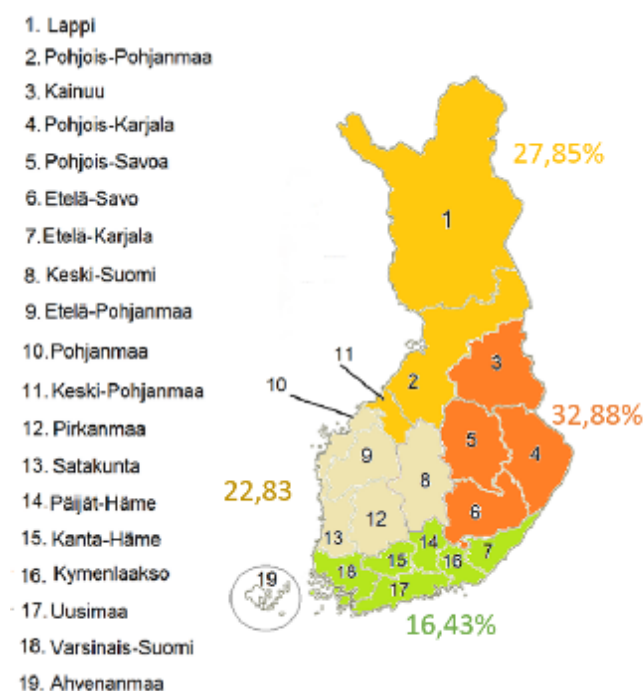 1. Lappi
2. Pohjois-Pohjanmaa
3. Kainuu
4. Pohjois-Karjala
5. Pohjois-Savoa
6. Etelä-Savo
7. Etelä-Karjala
8. Keski-Suomi
9. Etelä-Pohjanmaa
10. Pohjanmaa
11. Keski-Pohjanmaa
12. Pirkanmaa
13. Satakunta
14. Päijät-Häme
15. Kanta-Häme
16. Kymenlaakso
17. Uusimaa
18. Varsinais-Suomi
19. Ahvenanmaa
27,85%
1
11
2
3
10
32,88%
9
5
4
8
22,83
12
6
13
14
15
16
7
18
17
19
16,43%